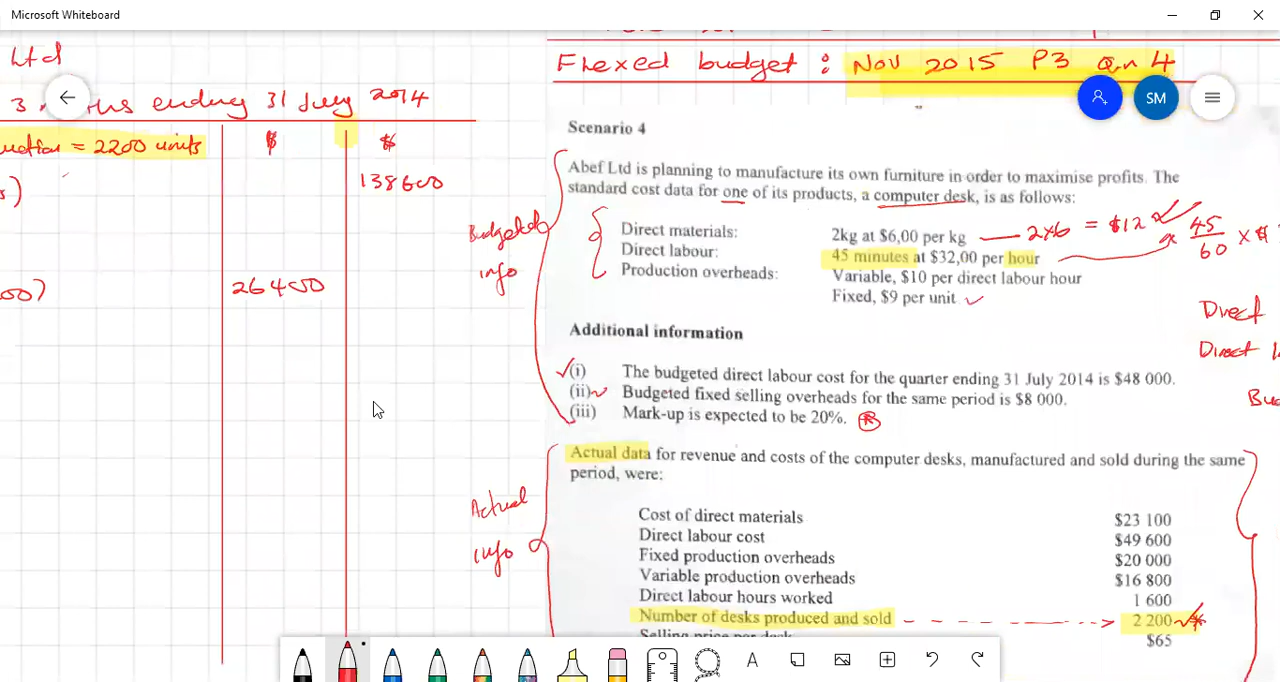 Microsoft Whiteboard
Ltd
3 ending 31 July 2014
= 2200 units $ $
138600
26400
Flexed budget : Nov 2015 P3 Qn 4
SM
Scenario 4
Abef Ltd is planning to manufacture its own furniture in order to maximise profits. The
standard cost data for one of its products, a computer desk, is as follows:
Budgeted
info
Direct materials: 2kg at $6,00 per kg — 2x6 = $12
Direct labour: 45 minutes at $32,00 per hour
45/60 x $
Production overheads: Variable, $10 per direct labour hour
Fixed, $9 per unit
Direct
Direct
Additional information
(i) The budgeted direct labour cost for the quarter ending 31 July 2014 is $48 000.
(ii) Budgeted fixed selling overheads for the same period is $8 000.
(iii) Mark-up is expected to be 20%.
Actual
info
Actual data for revenue and costs of the computer desks, manufactured and sold during the same
period, were:
Cost of direct materials $23 100
Direct labour cost $49 600
Fixed production overheads $20 000
Variable production overheads $16 800
Direct labour hours worked 1 600
Number of desks produced and sold 2 200
$65
A